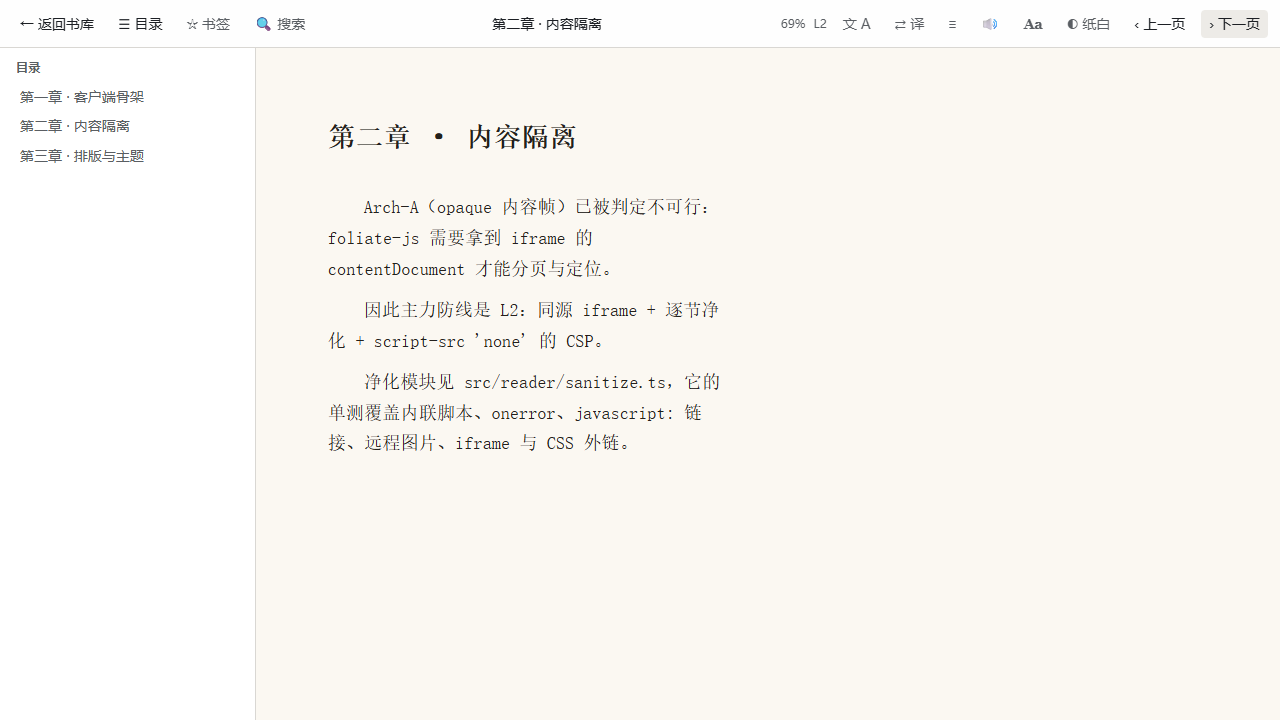 ← 返回书库 ☰ 目录 ☆ 书签 🔍 搜索 第二章 · 内容隔离 69% L2 文 A ⇄ 译 ≡ 🔊 Aa ◐ 纸白 ‹ 上一页 › 下一页
目录
第一章 · 客户端骨架
第二章 · 内容隔离
第三章 · 排版与主题
第二章 · 内容隔离
Arch-A（opaque 内容帧）已被判定不可行：
foliate-js 需要拿到 iframe 的
contentDocument 才能分页与定位。
因此主力防线是 L2：同源 iframe + 逐节净
化 + script-src 'none' 的 CSP。
净化模块见 src/reader/sanitize.ts，它的
单测覆盖内联脚本、onerror、javascript: 链
接、远程图片、iframe 与 CSS 外链。